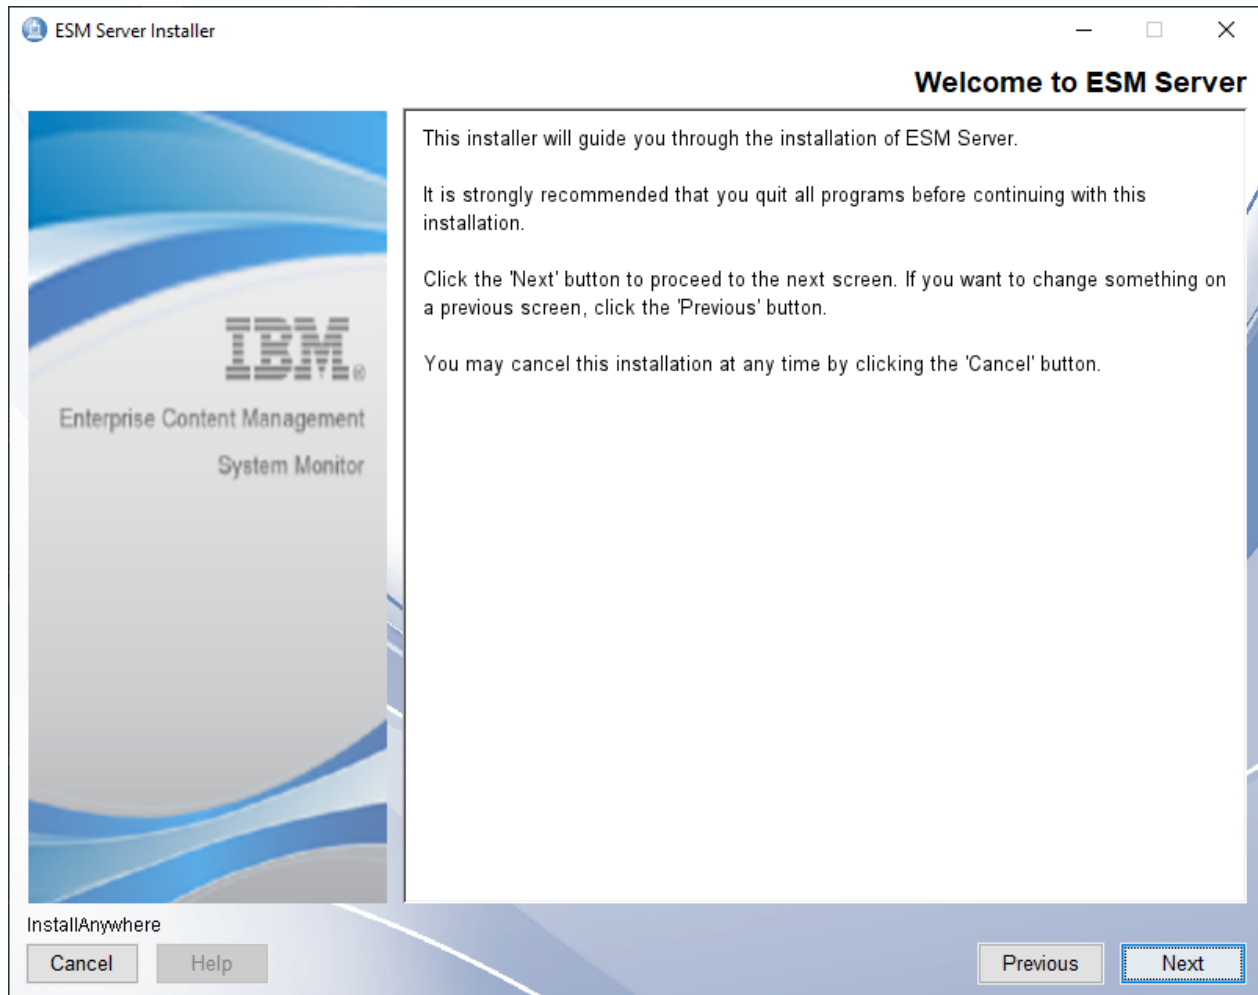 ESM Server Installer
Welcome to ESM Server
This installer will guide you through the installation of ESM Server.
It is strongly recommended that you quit all programs before continuing with this
installation.
Click the 'Next' button to proceed to the next screen. If you want to change something on
a previous screen, click the 'Previous' button.
You may cancel this installation at any time by clicking the 'Cancel' button.
IBM®
Enterprise Content Management
System Monitor
InstallAnywhere
Cancel
Help
Previous
Next